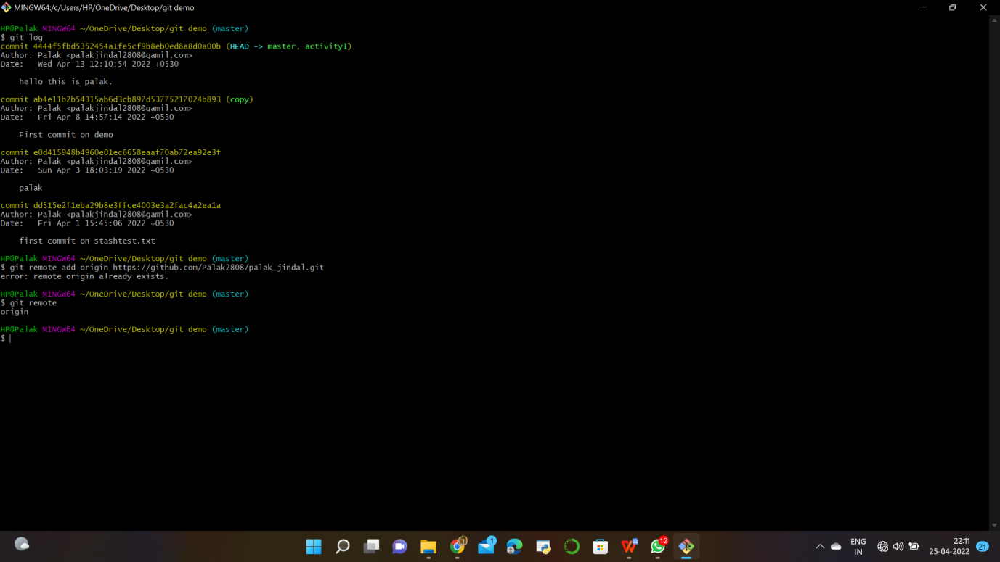 MINGW64:/c/Users/HP/OneDrive/Desktop/git demo
HP@Palak MINGW64 ~/OneDrive/Desktop/git demo (master)
$ git log
commit 4444f5fbd5352454a1fe5cf9b8eb0ed8a8d0a00b (HEAD -> master, activity1)
Author: Palak <palakjindal2808@gamil.com>
Date:   Wed Apr 13 12:10:54 2022 +0530
hello this is palak.
commit ab4e11b2b54315ab6d3cb897d53775217024b893 (copy)
Author: Palak <palakjindal2808@gamil.com>
Date:   Fri Apr 8 14:57:14 2022 +0530
First commit on demo
commit e0d415948b4960e01ec6658eaaf70ab72ea92e3f
Author: Palak <palakjindal2808@gamil.com>
Date:   Sun Apr 3 18:03:19 2022 +0530
palak
commit dd515e2f1eba29b8e3ffce4003e3a2fac4a2ea1a
Author: Palak <palakjindal2808@gamil.com>
Date:   Fri Apr 1 15:45:06 2022 +0530
first commit on stashtest.txt
HP@Palak MINGW64 ~/OneDrive/Desktop/git demo (master)
$ git remote add origin https://github.com/Palak2808/palak_jindal.git
error: remote origin already exists.
HP@Palak MINGW64 ~/OneDrive/Desktop/git demo (master)
$ git remote
origin
HP@Palak MINGW64 ~/OneDrive/Desktop/git demo (master)
$
1
12
ENG
IN
22:11
25-04-2022
21